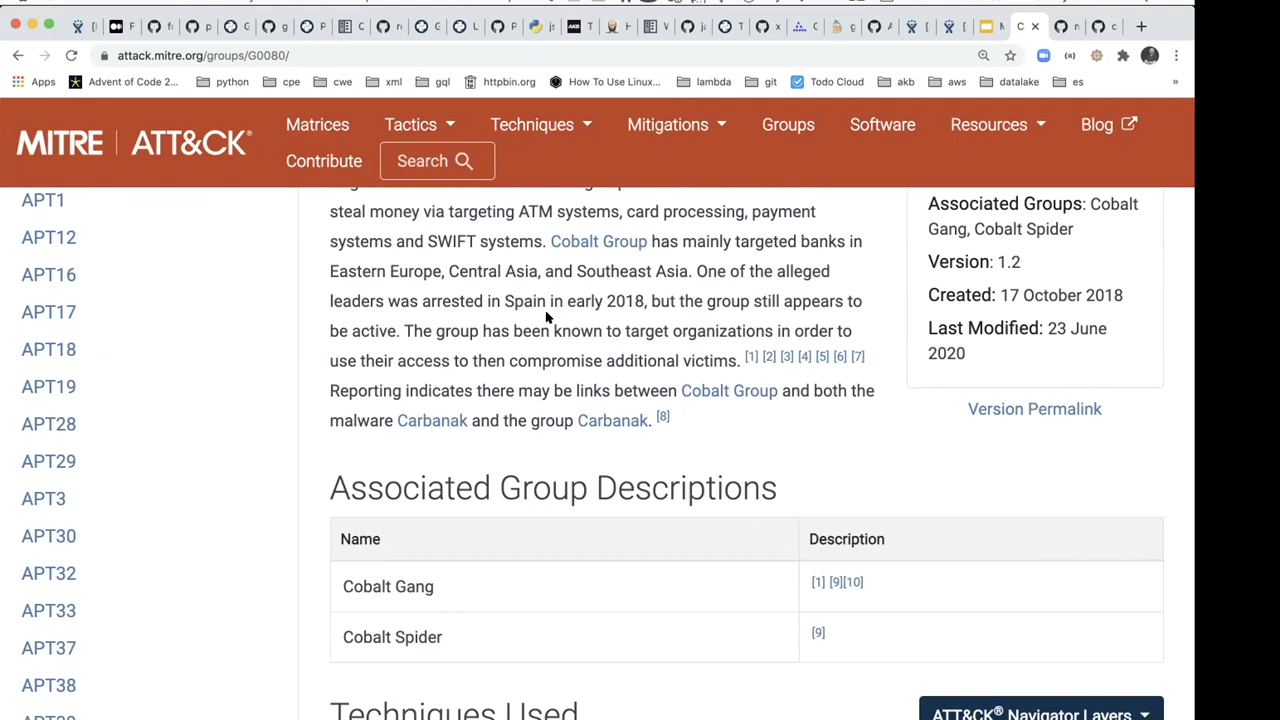 attack.mitre.org/groups/G0080/
Apps
Advent of Code 2...
python
cpe
cwe
xml
gql
httpbin.org
How To Use Linux...
lambda
git
Todo Cloud
akb
aws
datalake
es
»
MITRE | ATT&CK®
Matrices
Tactics
Techniques
Mitigations
Groups
Software
Resources
Blog
Contribute
Search
APT1
APT12
APT16
APT17
APT18
APT19
APT28
APT29
APT3
APT30
APT32
APT33
APT37
APT38
steal money via targeting ATM systems, card processing, payment
systems and SWIFT systems. Cobalt Group has mainly targeted banks in
Eastern Europe, Central Asia, and Southeast Asia. One of the alleged
leaders was arrested in Spain in early 2018, but the group still appears to
be active. The group has been known to target organizations in order to
use their access to then compromise additional victims. [1] [2] [3] [4] [5] [6] [7]
Reporting indicates there may be links between Cobalt Group and both the
malware Carbanak and the group Carbanak. [8]
Associated Groups: Cobalt
Gang, Cobalt Spider
Version: 1.2
Created: 17 October 2018
Last Modified: 23 June
2020
Version Permalink
Associated Group Descriptions
Name
Description
Cobalt Gang
[1] [9][10]
Cobalt Spider
[9]
Techniques Used
ATT&CK® Navigator Layers